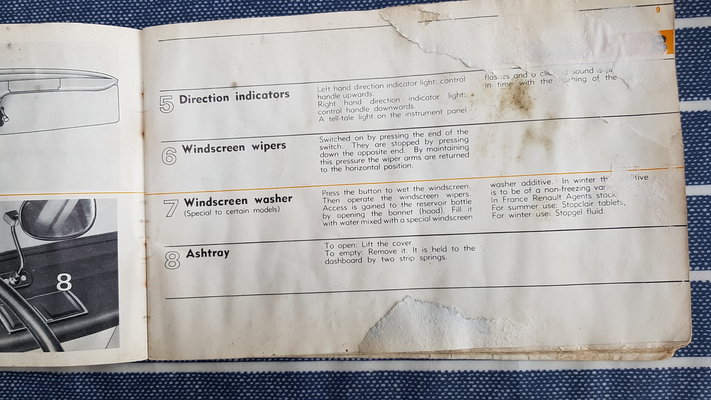 9
5 Direction indicators
Left hand direction indicator light: control
handle upwards.
Right hand direction indicator light:
control handle downwards.
A tell-tale light on the instrument panel
flashes and a sound is
in time with the of the
6 Windscreen wipers
Switched on by pressing the end of the
switch. They are stopped by pressing
down the opposite end. By maintaining
this pressure the wiper arms are returned
to the horizontal position.
7 Windscreen washer
(Special to certain models)
Press the button to wet the windscreen.
Then operate the windscreen wipers.
Access is gained to the reservoir bottle
by opening the bonnet (hood). Fill it
with water mixed with a special windscreen
washer additive. In winter
is to be of a non-freezing
In France Renault Agents stock:
For summer use: Stopclair tablets,
For winter use: Stopgel fluid.
8 Ashtray
To open: Lift the cover.
To empty: Remove it. It is held to the
dashboard by two strip springs.
8